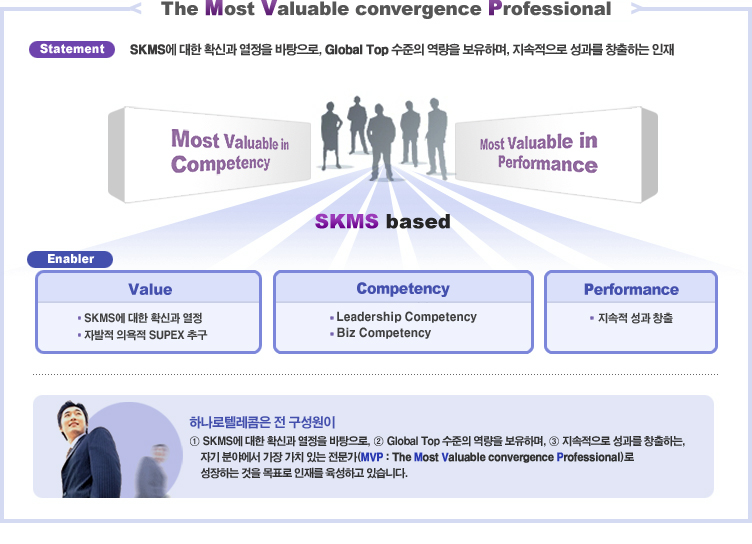 The Most Valuable convergence Professional
Statement SKMS에 대한 확신과 열정을 바탕으로, Global Top 수준의 역량을 보유하며, 지속적으로 성과를 창출하는 인재
Most Valuable in
Competency
Most Valuable in
Performance
SKMS based
Enabler
Value
• SKMS에 대한 확신과 열정
• 자발적 의욕적 SUPEX 추구
Competency
• Leadership Competency
• Biz Competency
Performance
• 지속적 성과 창출
하나로텔레콤은 전 구성원이
① SKMS에 대한 확신과 열정을 바탕으로, ② Global Top 수준의 역량을 보유하며, ③ 지속적으로 성과를 창출하는,
자기 분야에서 가장 가치 있는 전문가(MVP : The Most Valuable convergence Professional)로
성장하는 것을 목표로 인재를 육성하고 있습니다.